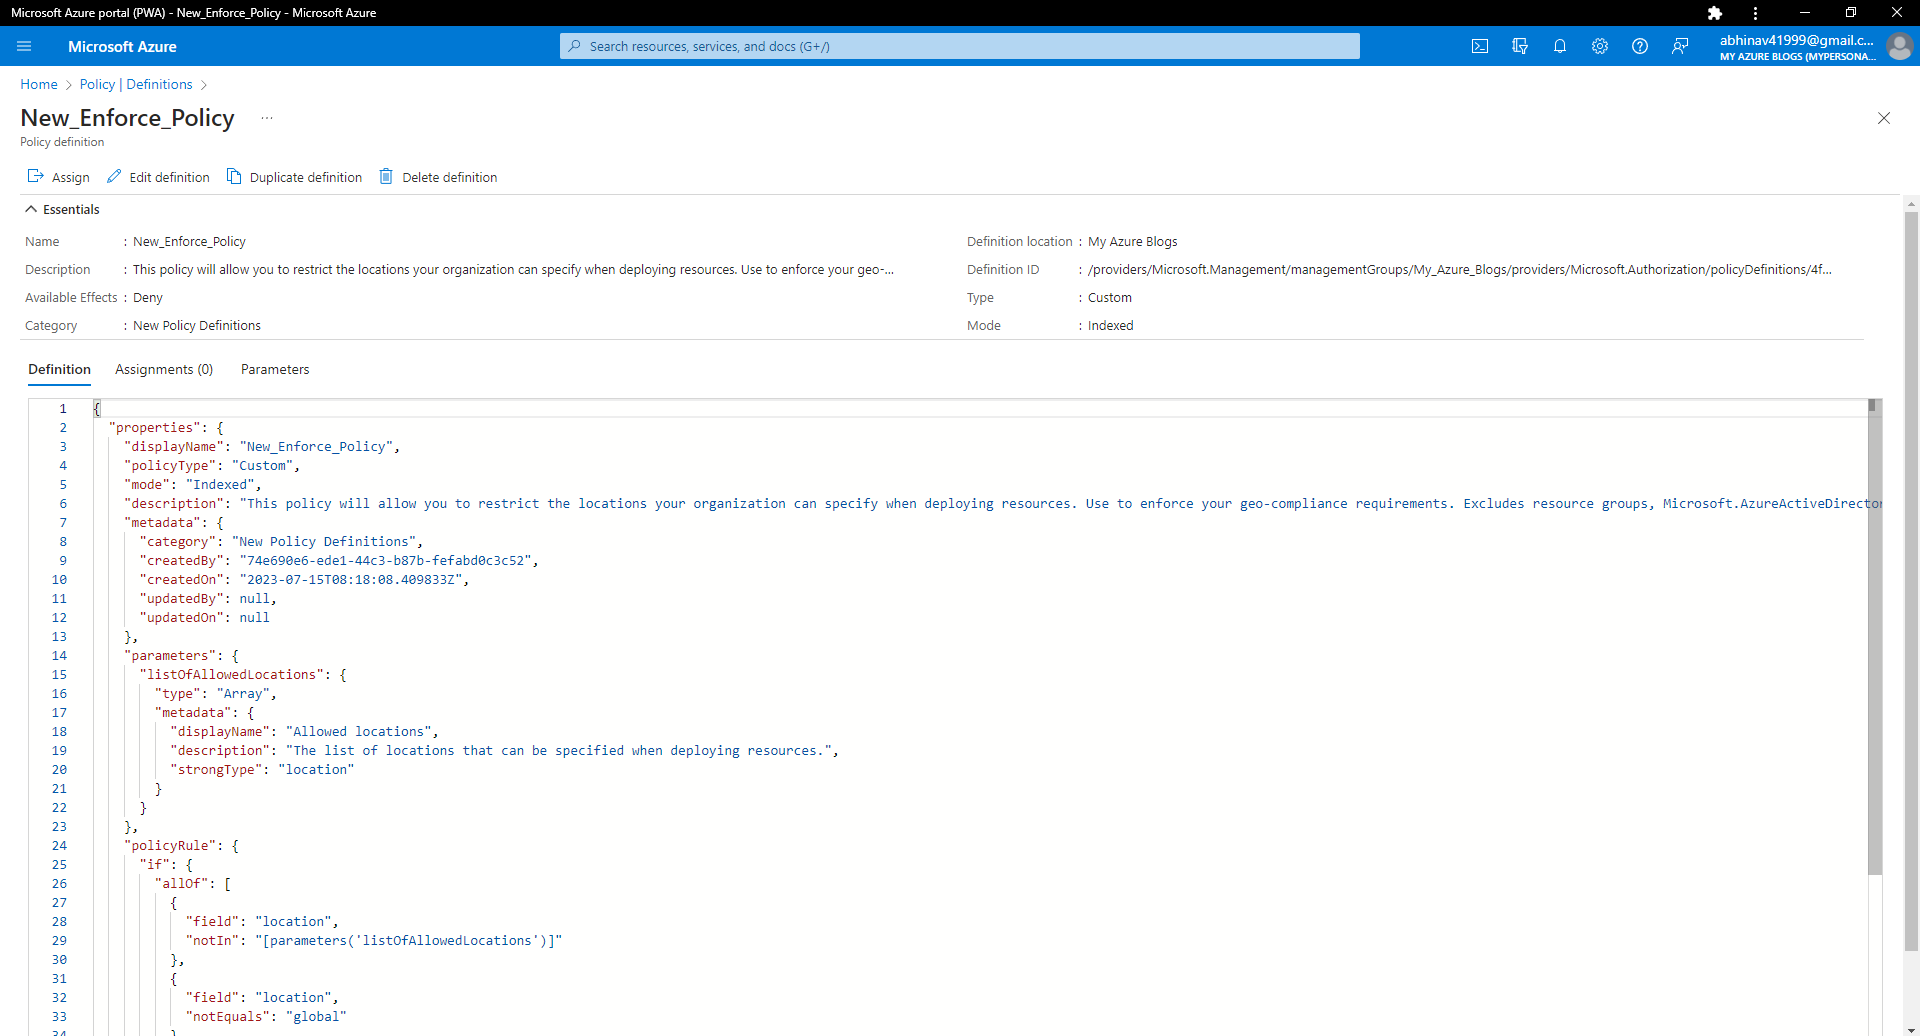 Microsoft Azure portal (PWA) - New_Enforce_Policy - Microsoft Azure
Microsoft Azure
Search resources, services, and docs (G+/)
abhinav41999@gmail.c...
MY AZURE BLOGS (MYPERSONA...
Home > Policy | Definitions >
New_Enforce_Policy ...
Policy definition
Assign Edit definition Duplicate definition Delete definition
Essentials
Name : New_Enforce_Policy
Description : This policy will allow you to restrict the locations your organization can specify when deploying resources. Use to enforce your geo-...
Available Effects : Deny
Category : New Policy Definitions
Definition location : My Azure Blogs
Definition ID : /providers/Microsoft.Management/managementGroups/My_Azure_Blogs/providers/Microsoft.Authorization/policyDefinitions/4f...
Type : Custom
Mode : Indexed
Definition Assignments (0) Parameters
1 {
2 "properties": {
3 "displayName": "New_Enforce_Policy",
4 "policyType": "Custom",
5 "mode": "Indexed",
6 "description": "This policy will allow you to restrict the locations your organization can specify when deploying resources. Use to enforce your geo-compliance requirements. Excludes resource groups, Microsoft.AzureActiveDirector
7 "metadata": {
8 "category": "New Policy Definitions",
9 "createdBy": "74e690e6-ede1-44c3-b87b-fefabd0c3c52",
10 "createdOn": "2023-07-15T08:18:08.409833Z",
11 "updatedBy": null,
12 "updatedOn": null
13 },
14 "parameters": {
15 "listOfAllowedLocations": {
16 "type": "Array",
17 "metadata": {
18 "displayName": "Allowed locations",
19 "description": "The list of locations that can be specified when deploying resources.",
20 "strongType": "location"
21 }
22 }
23 },
24 "policyRule": {
25 "if": {
26 "allOf": [
27 {
28 "field": "location",
29 "notIn": "[parameters('listOfAllowedLocations')]"
30 },
31 {
32 "field": "location",
33 "notEquals": "global"
34 }